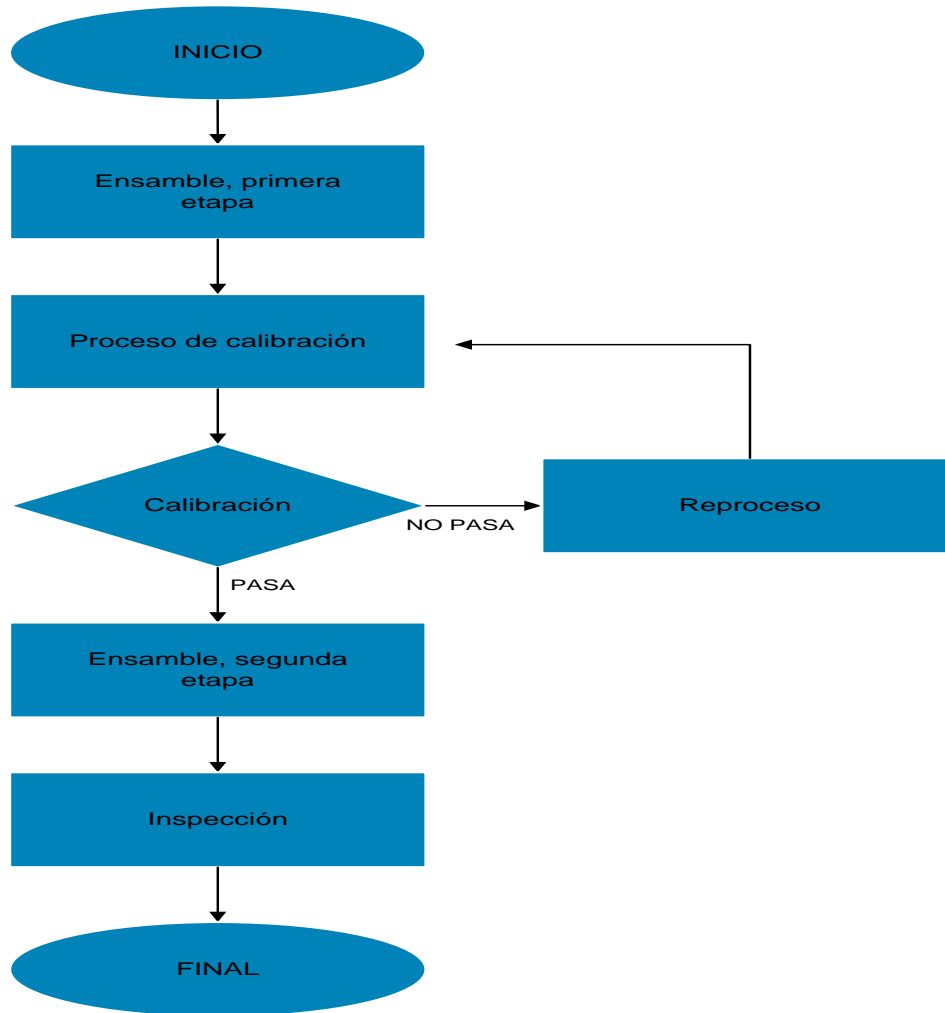 INICIO
Ensamble, primera
etapa
Proceso de calibración
Calibración
NO PASA
Reproceso
PASA
Ensamble, segunda
etapa
Inspección
FINAL